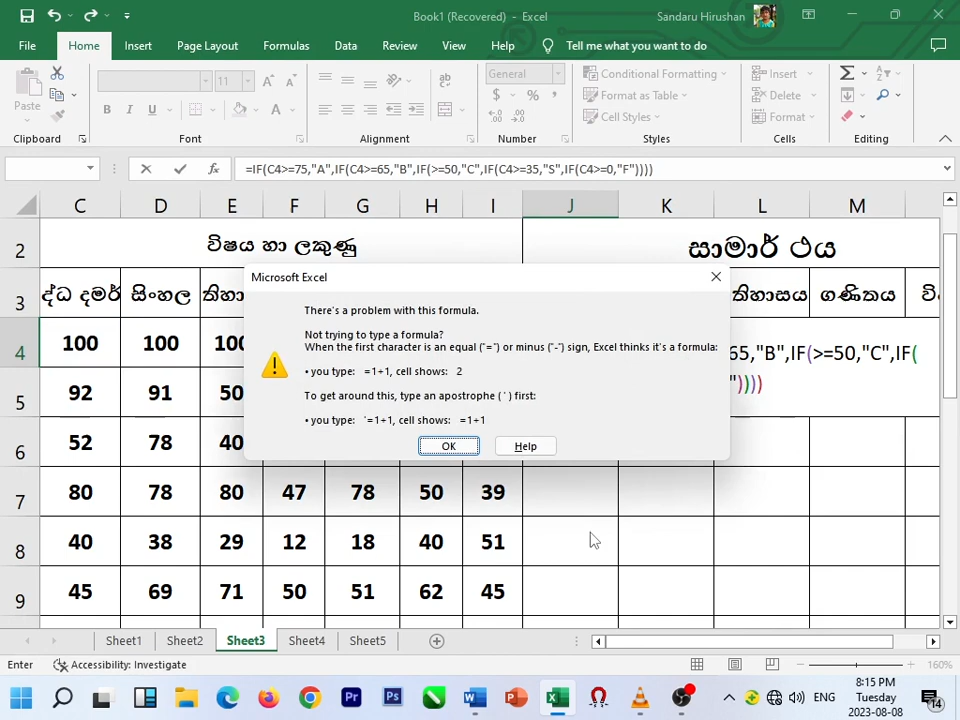 Book1 (Recovered) - Excel
Sandaru Hirushan
File Home Insert Page Layout Formulas Data Review View Help Tell me what you want to do
Paste
11
B I U
A
ab
General
$ % ,
Conditional Formatting
Format as Table
Cell Styles
Insert
Delete
Format
Clipboard Font Alignment Number Styles Cells Editing
fx =IF(C4>=75,"A",IF(C4>=65,"B",IF(>=50,"C",IF(C4>=35,"S",IF(C4>=0,"F"))))
C D E F G H I J K L M
2 විෂය හා ලකුණු සාමාර් ථය
3 ද්ධ දමර් සිංහල තිහා තිහාසය ගණිතය වි
4 100 100 100 65,"B",IF(>=50,"C",IF(
"))))
5 92 91 50
6 52 78 40
7 80 78 80 47 78 50 39
8 40 38 29 12 18 40 51
9 45 69 71 50 51 62 45
Microsoft Excel
There's a problem with this formula.
Not trying to type a formula?
When the first character is an equal ("=") or minus ("-") sign, Excel thinks it's a formula:
• you type: =1+1, cell shows: 2
To get around this, type an apostrophe ( ' ) first:
• you type: '=1+1, cell shows: =1+1
OK Help
Sheet1 Sheet2 Sheet3 Sheet4 Sheet5
Enter Accessibility: Investigate 160%
ENG
8:15 PM
Tuesday
2023-08-08
14